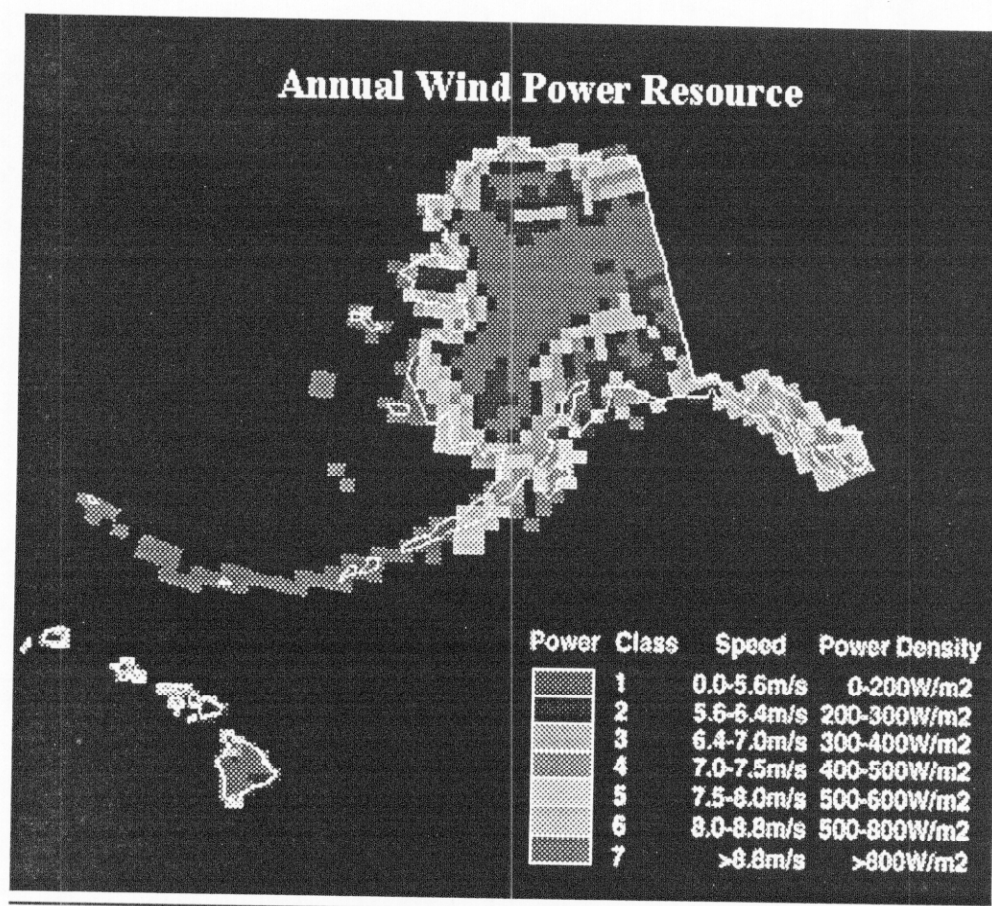 Annual Wind Power Resource
Power Class Speed Power Density
1 0.0-5.6m/s 0-200W/m2
2 5.6-6.4m/s 200-300W/m2
3 6.4-7.0m/s 300-400W/m2
4 7.0-7.5m/s 400-500W/m2
5 7.5-8.0m/s 500-600W/m2
6 8.0-8.8m/s 500-800W/m2
7 >8.8m/s >800W/m2